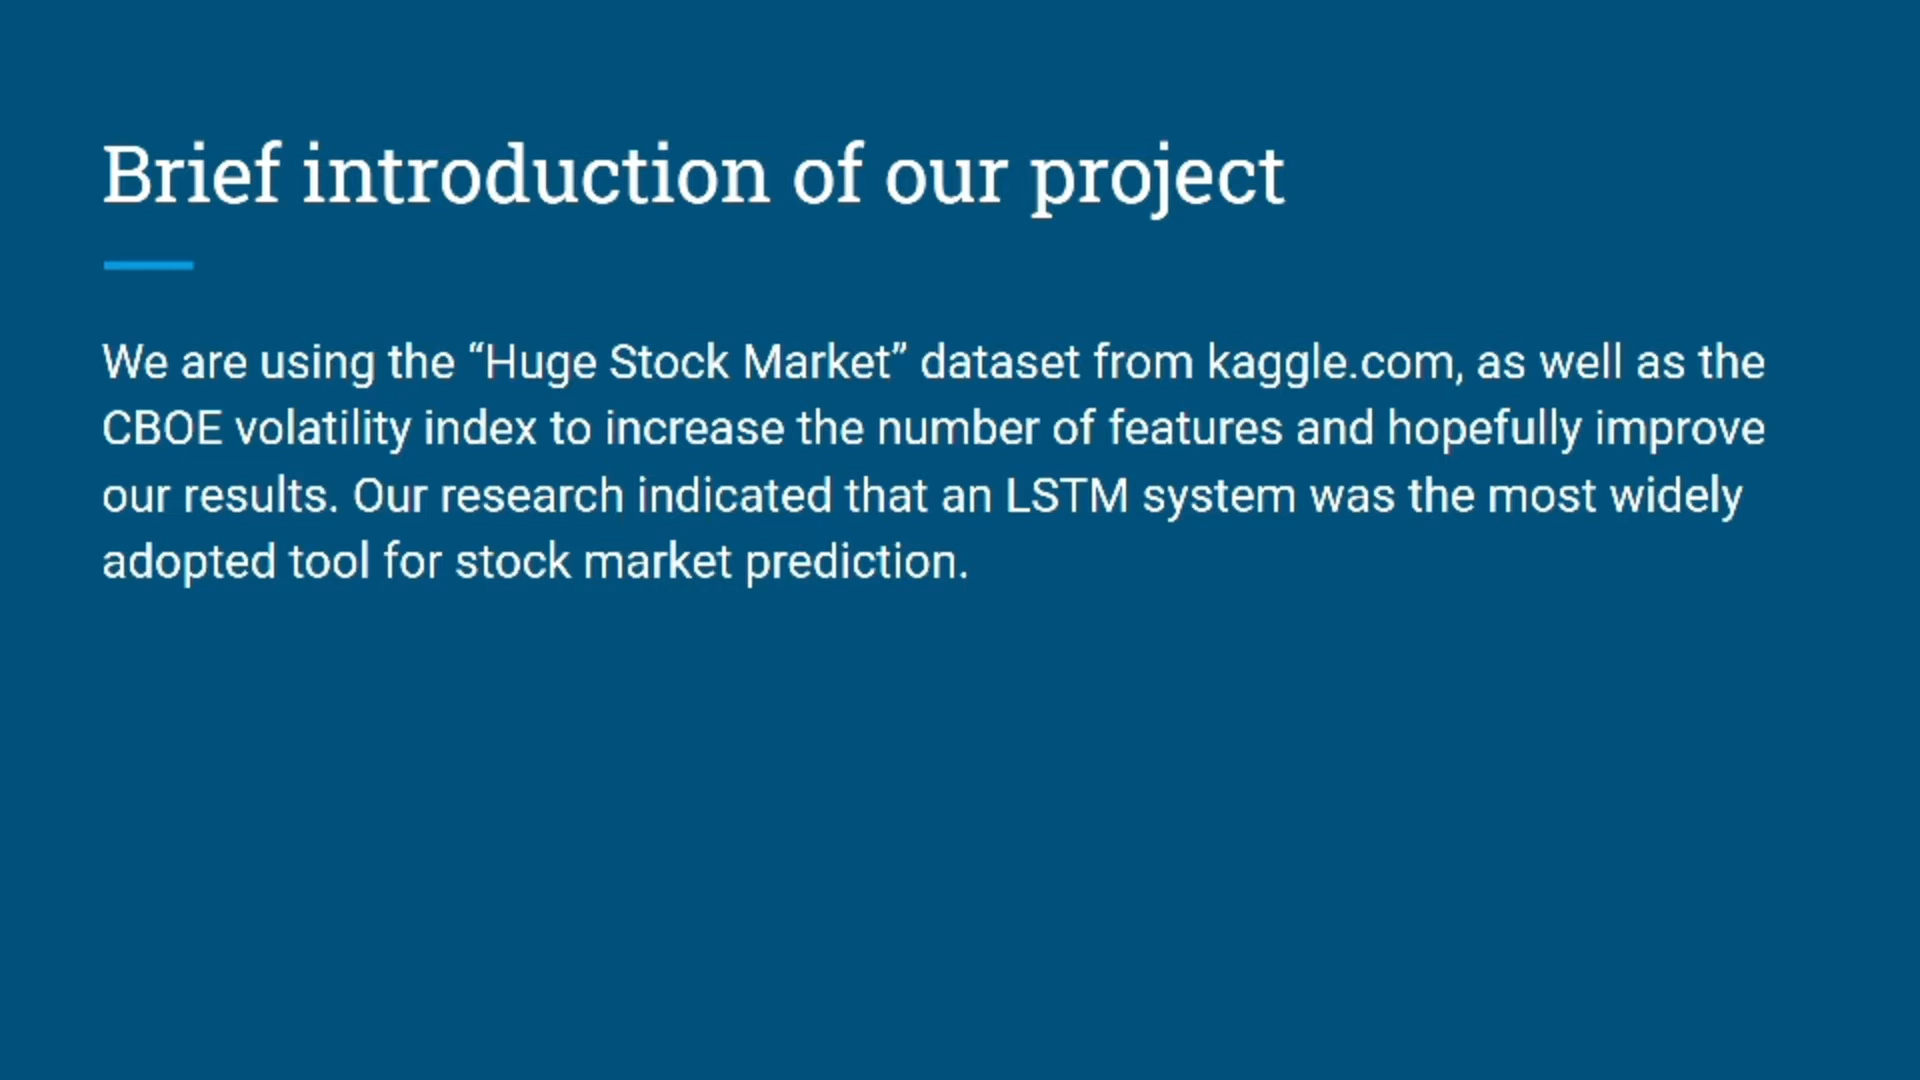 Brief introduction of our project
We are using the “Huge Stock Market” dataset from kaggle.com, as well as the
CBOE volatility index to increase the number of features and hopefully improve
our results. Our research indicated that an LSTM system was the most widely
adopted tool for stock market prediction.